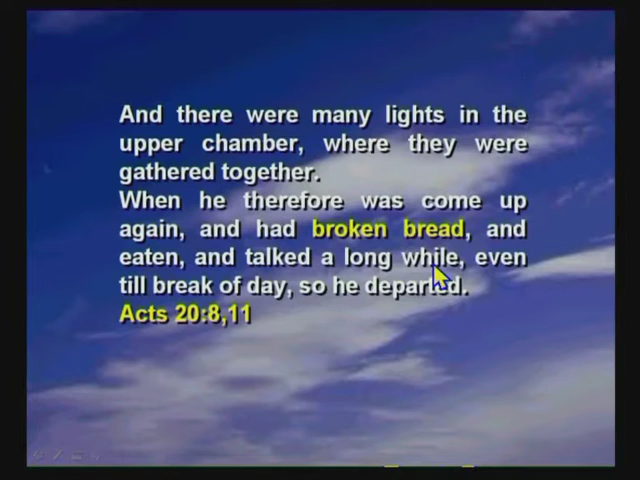 And there were many lights in the
upper chamber, where they were
gathered together.
When he therefore was come up
again, and had broken bread, and
eaten, and talked a long while, even
till break of day, so he departed.
Acts 20:8,11